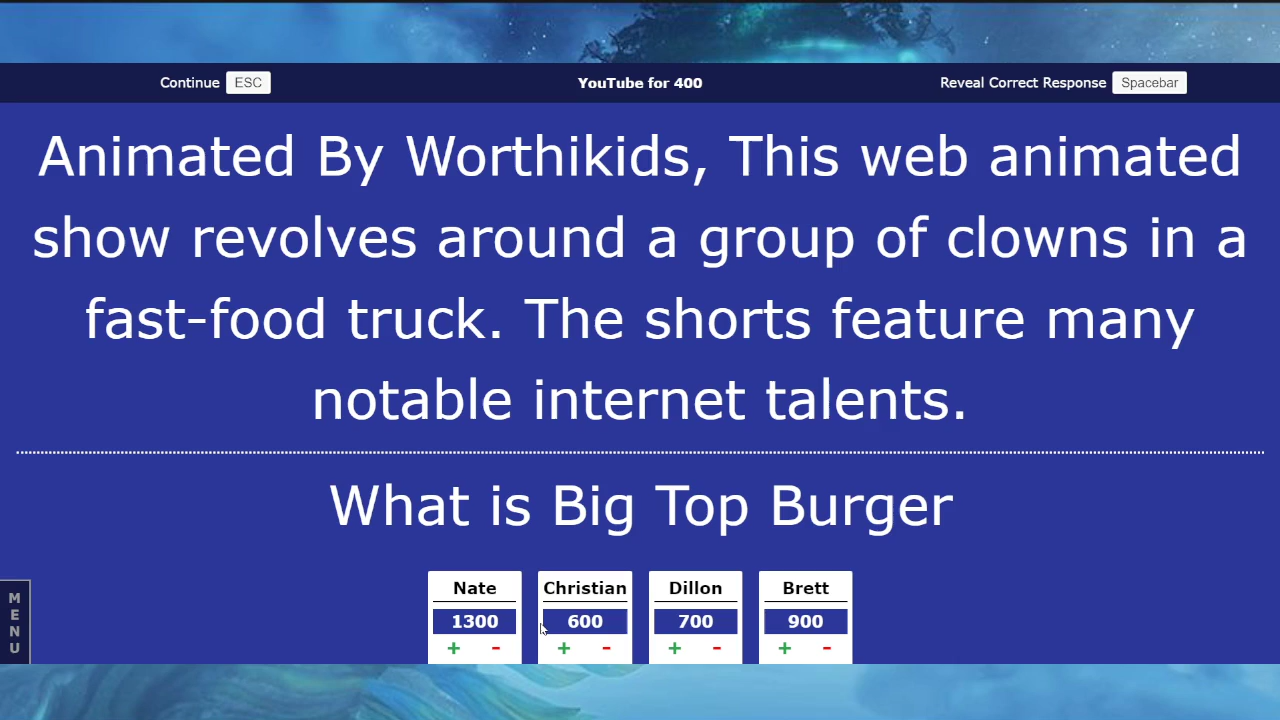 Continue ESC YouTube for 400 Reveal Correct Response Spacebar
Animated By Worthikids, This web animated
show revolves around a group of clowns in a
fast-food truck. The shorts feature many
notable internet talents.
What is Big Top Burger
MENU
Nate Christian Dillon Brett
1300 600 700 900
+ - + - + - + -